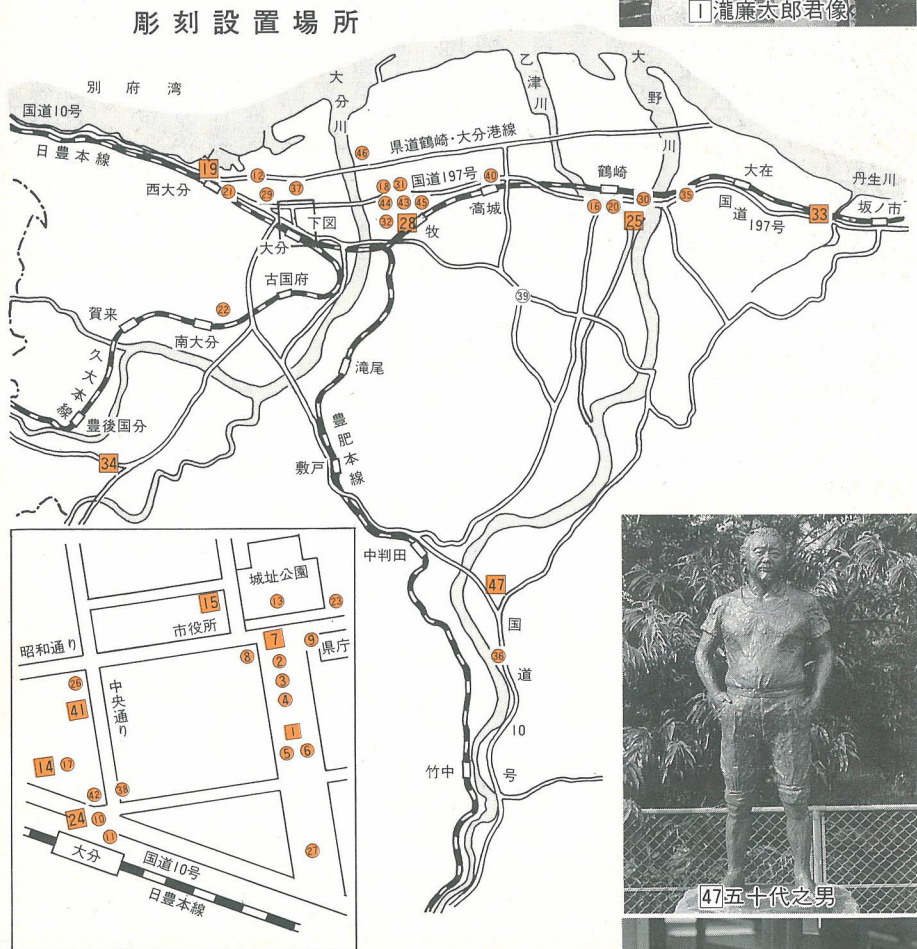 彫刻設置場所
1 瀧廉太郎君像
別府湾
大分川
乙津川
大野川
国道10号
日豊本線
県道鶴崎・大分港線
46
19
12
西大分
21
29
37
18 31
国道197号
40
44 43 45
32
28
牧
高城
鶴崎
16 20
30
25
35
大在
国道197号
33
丹生川
坂ノ市
下図
大分
古国府
22
賀来
南大分
久大本線
豊後国分
34
39
滝尾
豊肥本線
敷戸
中判田
47
国道10号
36
竹中
城址公園
13
23
15
市役所
7
9
県庁
昭和通り
8
2
3
4
26
41
中央通り
1
5 6
14 17
42
38
24
10
11
27
大分
国道10号
日豊本線
47 五十代之男